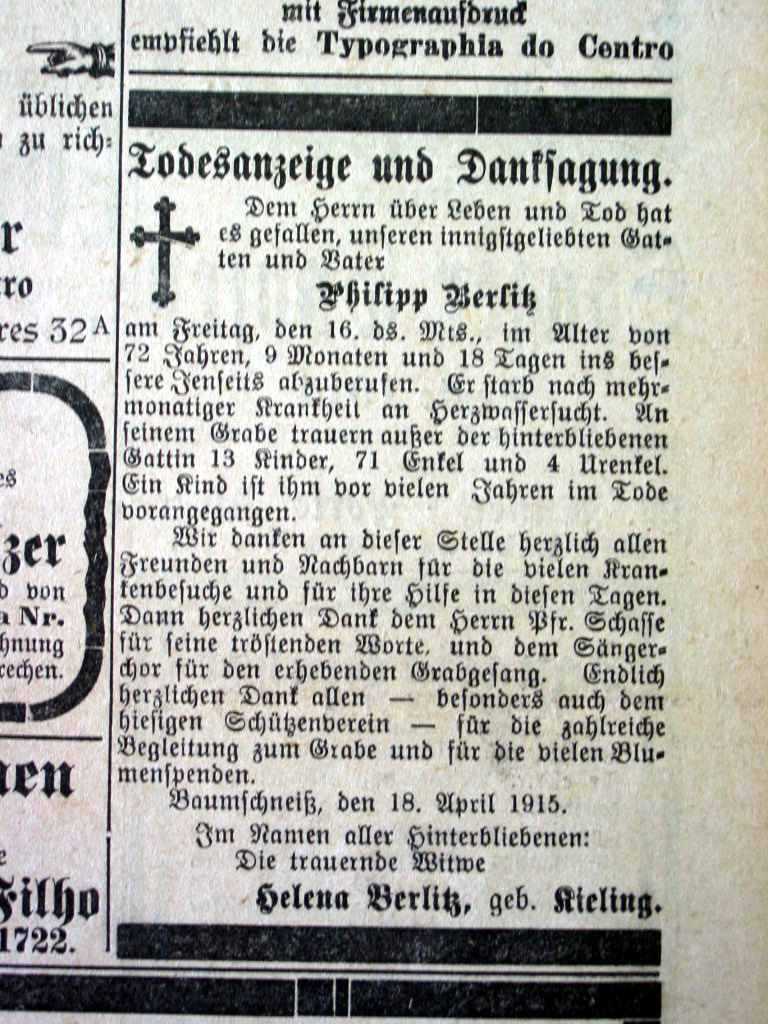 mit Firmenaufdruck
empfiehlt die Typographia do Centro
üblichen
zu rich-
r
ro
res 32 A
es
zer
von
Nr.
hnung
rechen.
nen
e
Filho
1722.
Todesanzeige und Danksagung.
Dem Herrn über Leben und Tod hat
es gefallen, unseren innigstgeliebten Gat-
ten und Vater
Philipp Berlitz
am Freitag, den 16. ds. Mts., im Alter von
72 Jahren, 9 Monaten und 18 Tagen ins bes-
sere Jenseits abzuberufen. Er starb nach mehr-
monatiger Krankheit an Herzwassersucht. An
seinem Grabe trauern außer der hinterbliebenen
Gattin 13 Kinder, 71 Enkel und 4 Urenkel.
Ein Kind ist ihm vor vielen Jahren im Tode
vorangegangen.
Wir danken an dieser Stelle herzlich allen
Freunden und Nachbarn für die vielen Kran-
kenbesuche und für ihre Hilfe in diesen Tagen.
Dann herzlichen Dank dem Herrn Pfr. Schasse
für seine tröstenden Worte, und dem Sänger-
chor für den erhebenden Grabgesang. Endlich
herzlichen Dank allen — besonders auch dem
hiesigen Schützenverein — für die zahlreiche
Begleitung zum Grabe und für die vielen Blu-
menspenden.
Baumschneiß, den 18. April 1915.
Im Namen aller Hinterbliebenen:
Die trauernde Witwe
Helena Berlitz, geb. Kieling.